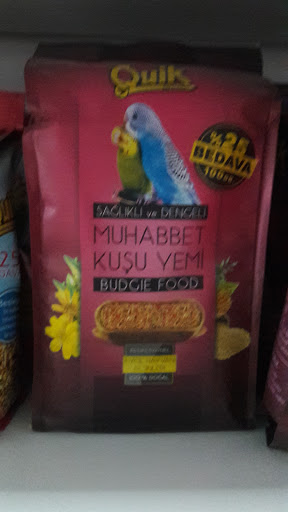 Quik
%25
BEDAVA
SAĞLIKLI ve DENGELİ
MUHABBET
KUŞU YEMİ
BUDGIE FOOD